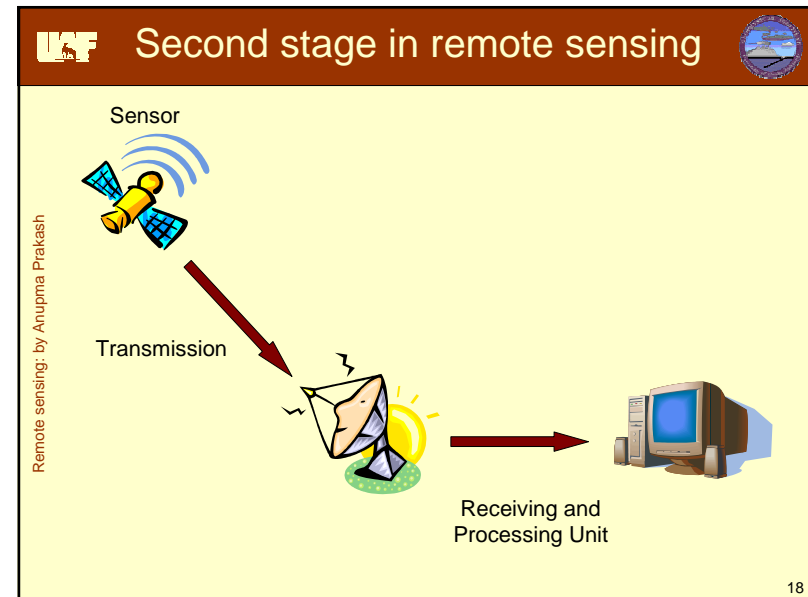 UAF
Second stage in remote sensing
Sensor
Remote sensing: by Anupma Prakash
Transmission
Receiving and
Processing Unit
18